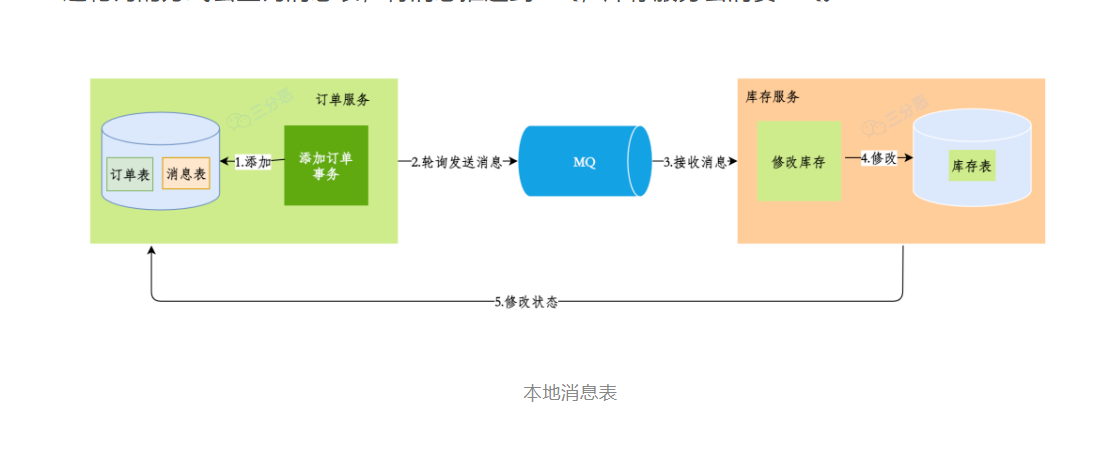 订单服务
三分恶
订单表
消息表
1.添加
添加订单
事务
2.轮询发送消息
MQ
3.接收消息
库存服务
三分恶
修改库存
4.修改
库存表
5.修改状态
本地消息表